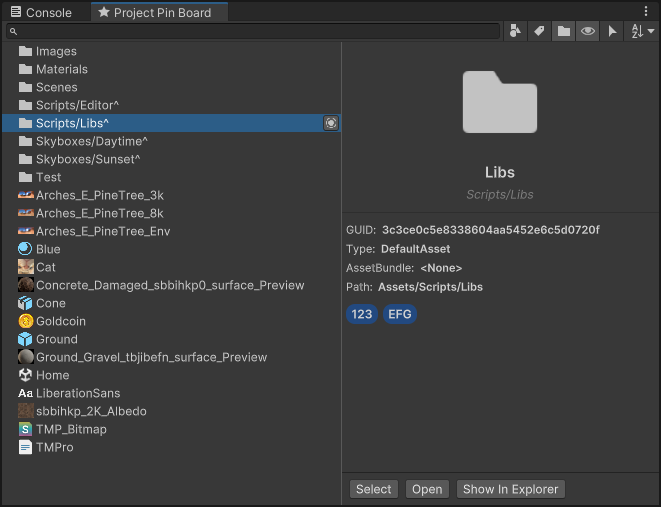 Console
Project Pin Board
Images
Materials
Scenes
Scripts/Editor^
Scripts/Libs^
Skyboxes/Daytime^
Skyboxes/Sunset^
Test
Arches_E_PineTree_3k
Arches_E_PineTree_8k
Arches_E_PineTree_Env
Blue
Cat
Concrete_Damaged_sbbihkp0_surface_Preview
Cone
Goldcoin
Ground
Ground_Gravel_tbjibefn_surface_Preview
Home
Aa LiberationSans
sbbihkp_2K_Albedo
TMP_Bitmap
TMPro
Libs
Scripts/Libs
GUID: 3c3ce0c5e8338604aa5452e6c5d0720f
Type: DefaultAsset
AssetBundle: <None>
Path: Assets/Scripts/Libs
123 EFG
Select Open Show In Explorer